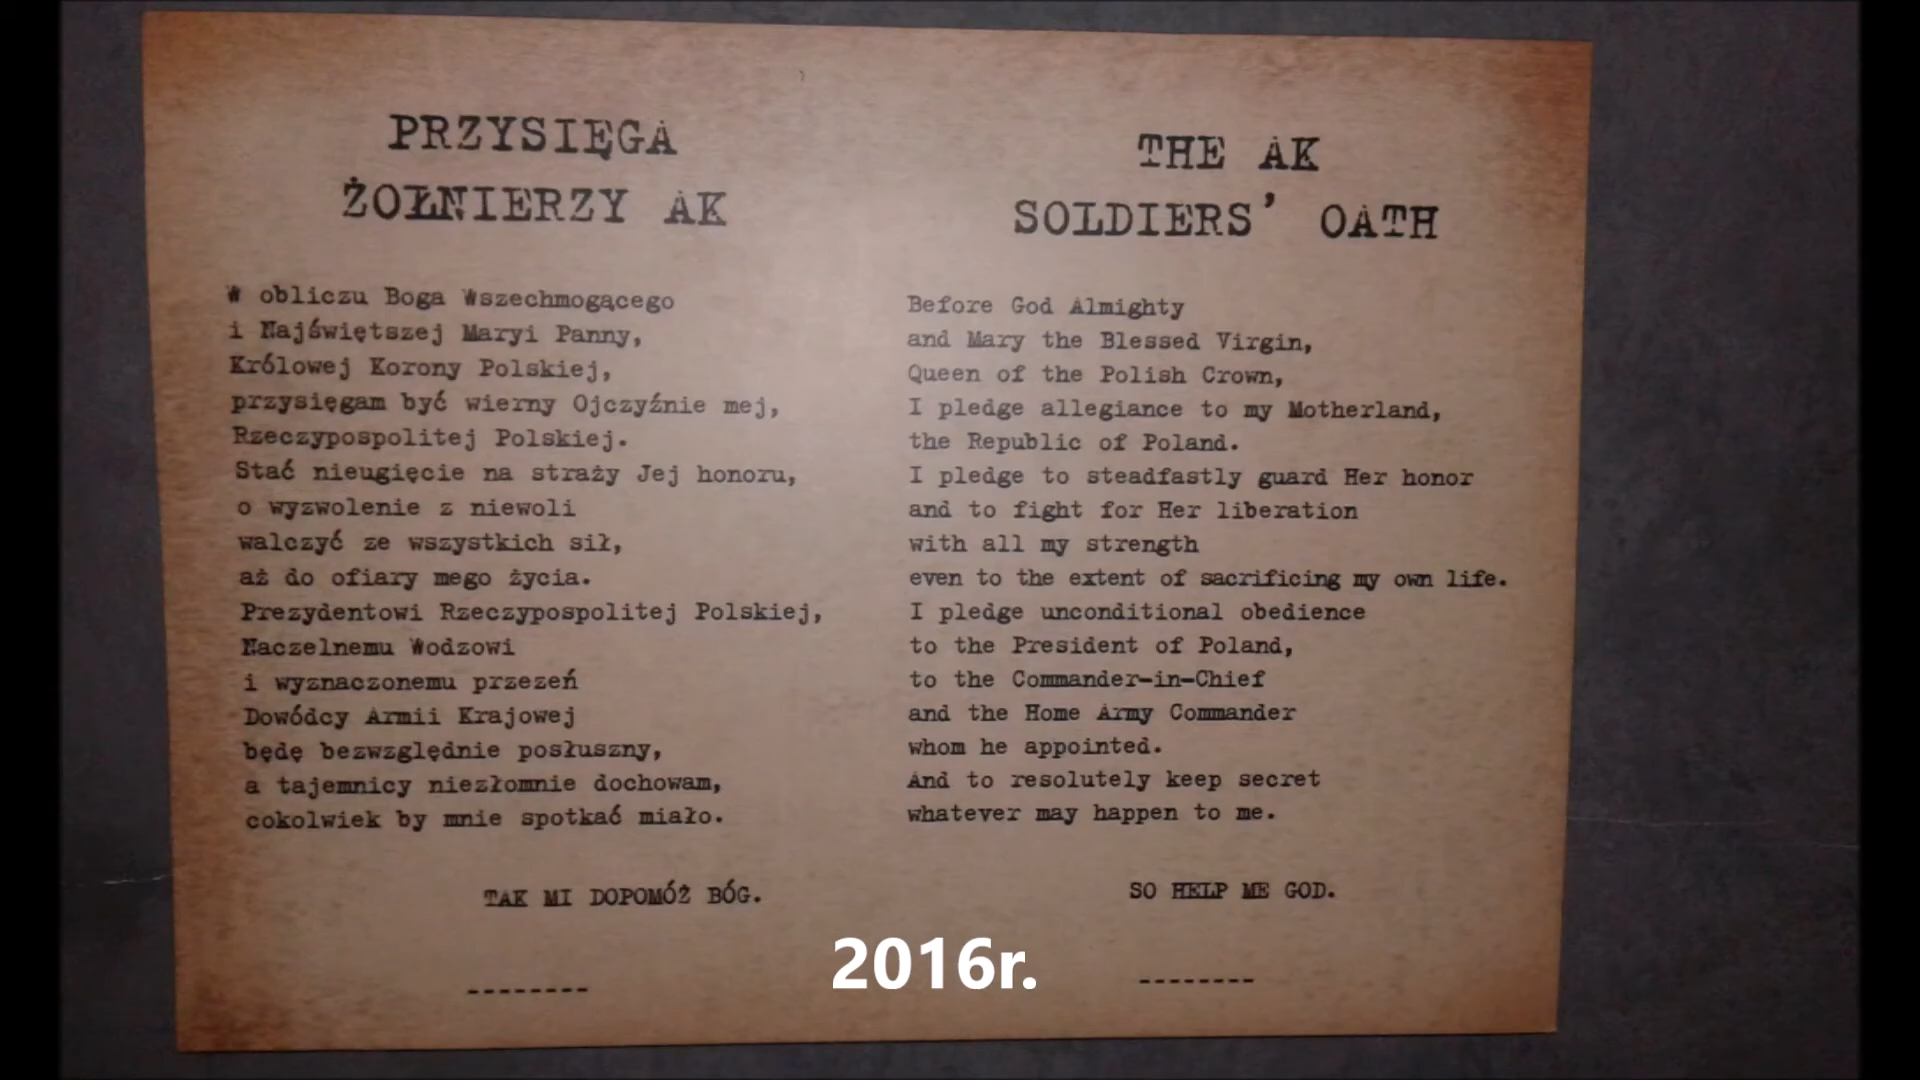 PRZYSIĘGA
ŻOŁNIERZY AK
W obliczu Boga Wszechmogącego
i Najświętszej Maryi Panny,
Królowej Korony Polskiej,
przysięgam być wierny Ojczyźnie mej,
Rzeczypospolitej Polskiej.
Stać nieugięcie na straży Jej honoru,
o wyzwolenie z niewoli
walczyć ze wszystkich sił,
aż do ofiary mego życia.
Prezydentowi Rzeczypospolitej Polskiej,
Naczelnemu Wodzowi
i wyznaczonemu przezeń
Dowódcy Armii Krajowej
będę bezwzględnie posłuszny,
a tajemnicy niezłomnie dochowam,
cokolwiek by mnie spotkać miało.
TAK MI DOPOMÓŻ BÓG.
--------
THE AK
SOLDIERS' OATH
Before God Almighty
and Mary the Blessed Virgin,
Queen of the Polish Crown,
I pledge allegiance to my Motherland,
the Republic of Poland.
I pledge to steadfastly guard Her honor
and to fight for Her liberation
with all my strength
even to the extent of sacrificing my own life.
I pledge unconditional obedience
to the President of Poland,
to the Commander-in-Chief
and the Home Army Commander
whom he appointed.
And to resolutely keep secret
whatever may happen to me.
SO HELP ME GOD.
--------
2016r.